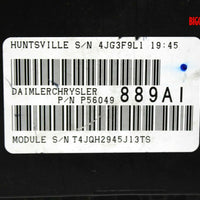 HUNTSVILLE S/N 4JG3F9L1 19:45
DAIMLERCHRYSLER
P/N P56049 889AI
MODULE S/N T4JQH2945J13TS